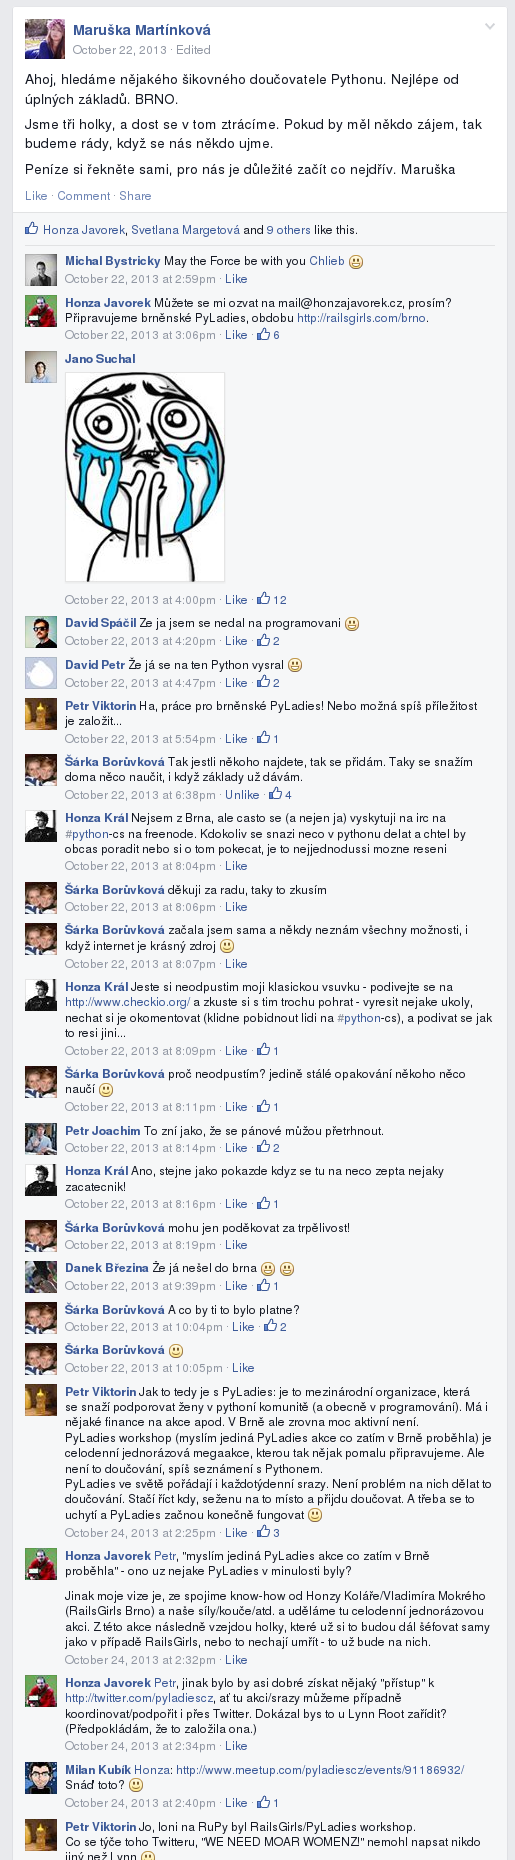 Maruška Martínková
October 22, 2013 · Edited
Ahoj, hledáme nějakého šikovného doučovatele Pythonu. Nejlépe od
úplných základů. BRNO.
Jsme tři holky, a dost se v tom ztrácíme. Pokud by měl někdo zájem, tak
budeme rády, když se nás někdo ujme.
Peníze si řekněte sami, pro nás je důležité začít co nejdřív. Maruška
Like · Comment · Share
Honza Javorek, Svetlana Margetová and 9 others like this.
Michal Bystricky May the Force be with you Chlieb
October 22, 2013 at 2:59pm · Like
Honza Javorek Můžete se mi ozvat na mail@honzajavorek.cz, prosím?
Připravujeme brněnské PyLadies, obdobu http://railsgirls.com/brno.
October 22, 2013 at 3:06pm · Like · 6
Jano Suchal
October 22, 2013 at 4:00pm · Like · 12
David Spáčil Ze ja jsem se nedal na programovani
October 22, 2013 at 4:20pm · Like · 2
David Petr Že já se na ten Python vysral
October 22, 2013 at 4:47pm · Like · 2
Petr Viktorin Ha, práce pro brněnské PyLadies! Nebo možná spíš příležitost
je založit...
October 22, 2013 at 5:54pm · Like · 1
Šárka Borůvková Tak jestli někoho najdete, tak se přidám. Taky se snažím
doma něco naučit, i když základy už dávám.
October 22, 2013 at 6:38pm · Unlike · 4
Honza Král Nejsem z Brna, ale casto se (a nejen ja) vyskytuji na irc na
#python-cs na freenode. Kdokoliv se snazi neco v pythonu delat a chtel by
obcas poradit nebo si o tom pokecat, je to nejjednodussi mozne reseni
October 22, 2013 at 8:04pm · Like
Šárka Borůvková děkuji za radu, taky to zkusím
October 22, 2013 at 8:06pm · Like
Šárka Borůvková začala jsem sama a někdy neznám všechny možnosti, i
když internet je krásný zdroj
October 22, 2013 at 8:07pm · Like
Honza Král Jeste si neodpustim moji klasickou vsuvku - podivejte se na
http://www.checkio.org/ a zkuste si s tim trochu pohrat - vyresit nejake ukoly,
nechat si je okomentovat (klidne pobidnout lidi na #python-cs), a podivat se jak
to resi jini...
October 22, 2013 at 8:09pm · Like · 1
Šárka Borůvková proč neodpustím? jedině stálé opakování někoho něco
naučí
October 22, 2013 at 8:11pm · Like · 1
Petr Joachim To zní jako, že se pánové můžou přetrhnout.
October 22, 2013 at 8:14pm · Like · 2
Honza Král Ano, stejne jako pokazde kdyz se tu na neco zepta nejaky
zacatecnik!
October 22, 2013 at 8:16pm · Like · 1
Šárka Borůvková mohu jen poděkovat za trpělivost!
October 22, 2013 at 8:19pm · Like
Danek Březina Že já nešel do brna
October 22, 2013 at 9:39pm · Like · 1
Šárka Borůvková A co by ti to bylo platne?
October 22, 2013 at 10:04pm · Like · 2
Šárka Borůvková
October 22, 2013 at 10:05pm · Like
Petr Viktorin Jak to tedy je s PyLadies: je to mezinárodní organizace, která
se snaží podporovat ženy v pythoní komunitě (a obecně v programování). Má i
nějaké finance na akce apod. V Brně ale zrovna moc aktivní není.
PyLadies workshop (myslím jediná PyLadies akce co zatím v Brně proběhla) je
celodenní jednorázová megaakce, kterou tak nějak pomalu připravujeme. Ale
není to doučování, spíš seznámení s Pythonem.
PyLadies ve světě pořádají i každotýdenní srazy. Není problém na nich dělat to
doučování. Stačí říct kdy, seženu na to místo a přijdu doučovat. A třeba se to
uchytí a PyLadies začnou konečně fungovat
October 24, 2013 at 2:25pm · Like · 3
Honza Javorek Petr, "myslím jediná PyLadies akce co zatím v Brně
proběhla" - ono uz nejake PyLadies v minulosti byly?
Jinak moje vize je, ze spojime know-how od Honzy Koláře/Vladimíra Mokrého
(RailsGirls Brno) a naše síly/kouče/atd. a uděláme tu celodenní jednorázovou
akci. Z této akce následně vzejdou holky, které už si to budou dál šéfovat samy
jako v případě RailsGirls, nebo to nechají umřít - to už bude na nich.
October 24, 2013 at 2:32pm · Like
Honza Javorek Petr, jinak bylo by asi dobré získat nějaký "přístup" k
http://twitter.com/pyladiescz, ať tu akci/srazy můžeme případně
koordinovat/podpořit i přes Twitter. Dokázal bys to u Lynn Root zařídit?
(Předpokládám, že to založila ona.)
October 24, 2013 at 2:34pm · Like
Milan Kubík Honza: http://www.meetup.com/pyladiescz/events/91186932/
Snáď toto?
October 24, 2013 at 2:40pm · Like · 1
Petr Viktorin Jo, loni na RuPy byl RailsGirls/PyLadies workshop.
Co se týče toho Twitteru, "WE NEED MOAR WOMENZ!" nemohl napsat nikdo
jiný než Lynn